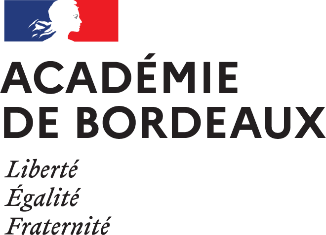 ACADÉMIE
DE BORDEAUX
Liberté
Égalité
Fraternité